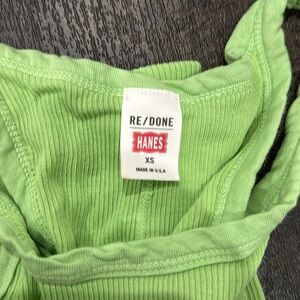 RE/DONE
HANES
XS
MADE IN U.S.A